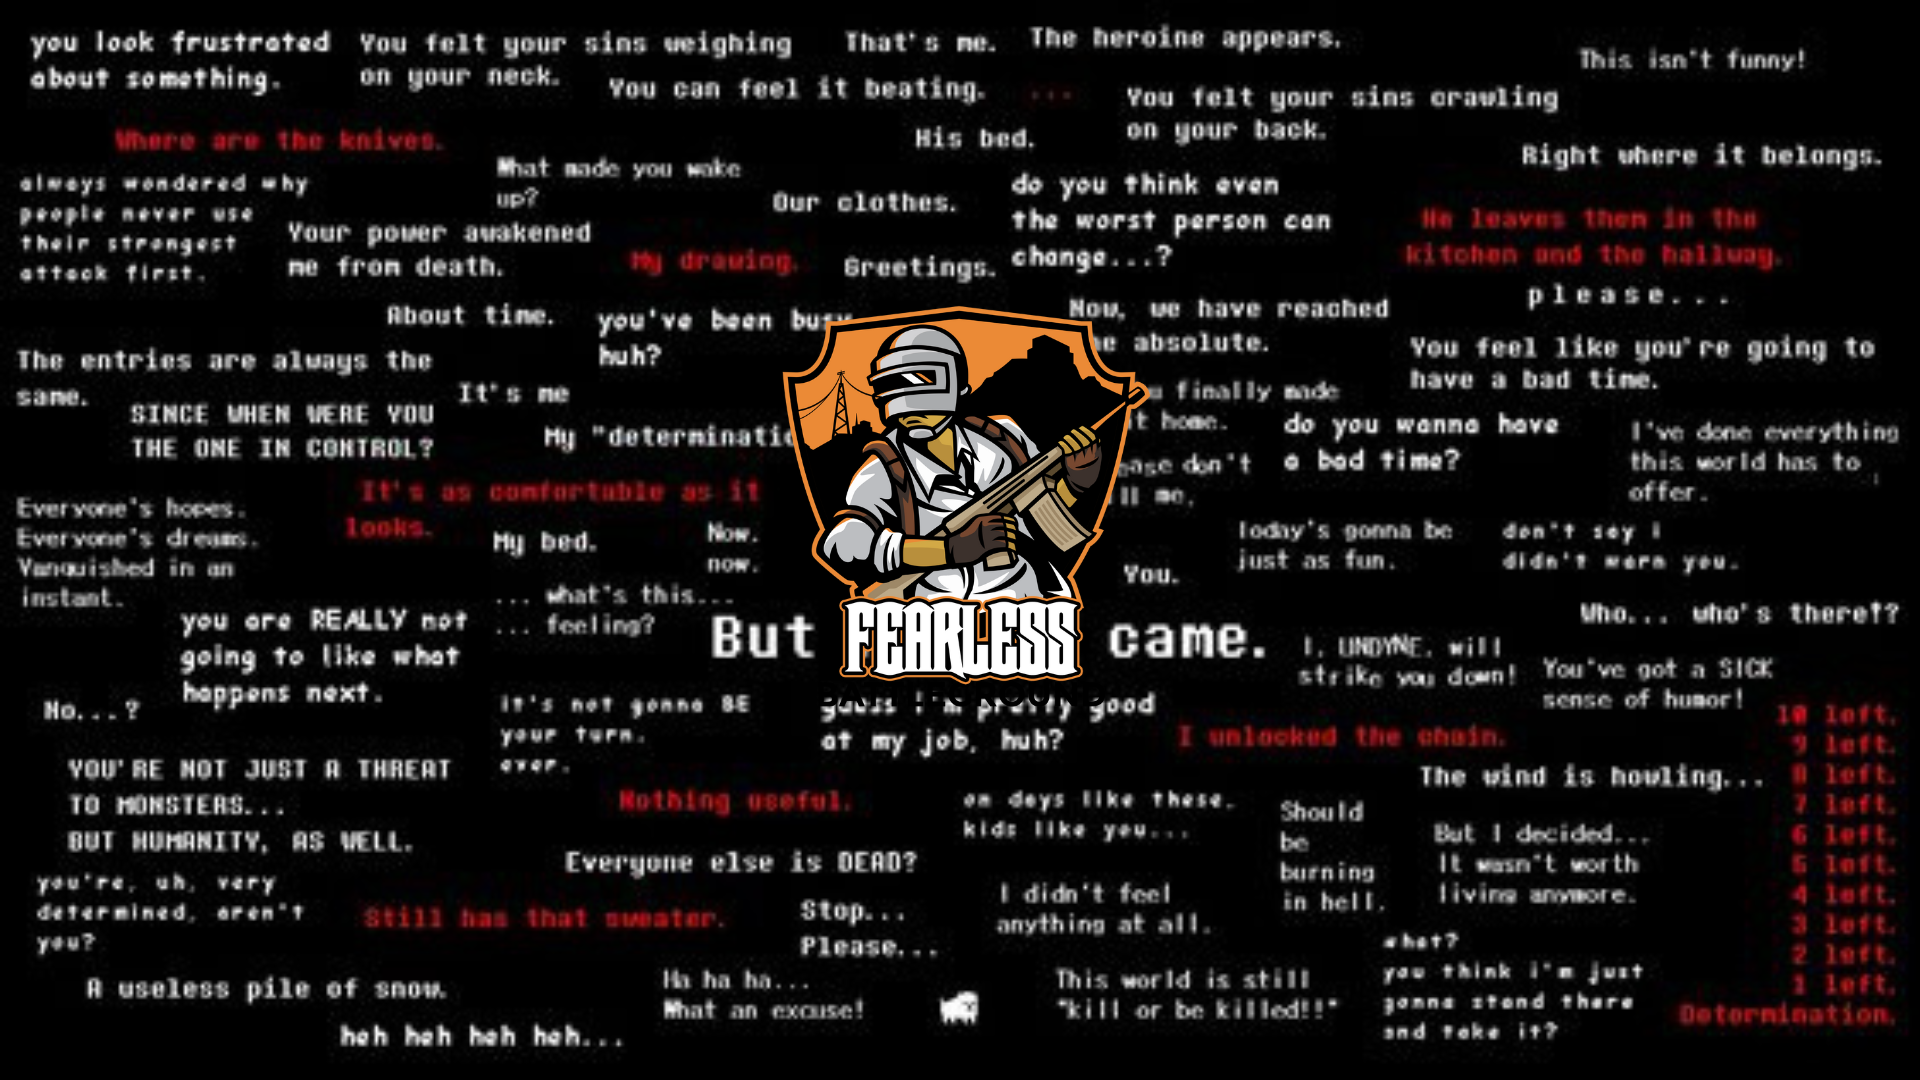 you look frustrated
about something.
You felt your sins weighing
on your neck.
That's me.
The heroine appears.
This isn't funny!
You can feel it beating.
...
You felt your sins crawling
on your back.
Where are the knives.
His bed.
Right where it belongs.
always wondered why
people never use
their strongest
attack first.
What made you wake
up?
Our clothes.
do you think even
the worst person can
change...?
He leaves them in the
kitchen and the hallway.
Your power awakened
me from death.
My drawing.
Greetings.
please...
About time.
you've been busy
huh?
Now, we have reached
absolute.
You feel like you're going to
have a bad time.
The entries are always the
same.
It's me
finally made
home.
SINCE WHEN WERE YOU
THE ONE IN CONTROL?
My "determinatio
do you wanna have
a bad time?
I've done everything
this world has to
offer.
don't
me.
It's as comfortable as it
looks.
Everyone's hopes.
Everyone's dreams.
Vanquished in an
instant.
My bed.
Now.
now.
Today's gonna be
just as fun.
don't say i
didn't warn you.
You.
... what's this...
... feeling?
you are REALLY not
going to like what
happens next.
But
FEARLESS
came.
Who... who's there!?
I, UNDYNE, will
strike you down!
You've got a SICK
sense of humor!
No...?
it's not gonna BE
your turn.
ever.
guess i'm pretty good
at my job, huh?
I unlocked the chain.
10 left.
9 left.
8 left.
7 left.
6 left.
5 left.
4 left.
3 left.
2 left.
1 left.
Determination.
YOU'RE NOT JUST A THREAT
TO MONSTERS...
BUT HUMANITY, AS WELL.
Nothing useful.
The wind is howling...
on days like these.
kids like you...
Should
be
burning
in hell.
But I decided...
It wasn't worth
living anymore.
Everyone else is DEAD?
you're, uh, very
determined, aren't
you?
Still has that sweater.
Stop...
Please...
I didn't feel
anything at all.
what?
you think i'm just
gonna stand there
and take it?
A useless pile of snow.
Ha ha ha...
What an excuse!
This world is still
"kill or be killed!!"
heh heh heh heh...